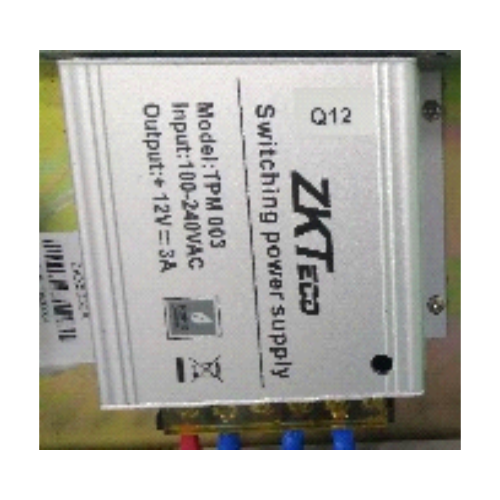 Q12
ZKTECO
Switching power supply
Model:TPM 003
Input:100-240VAC
Output:+12V⎓3A